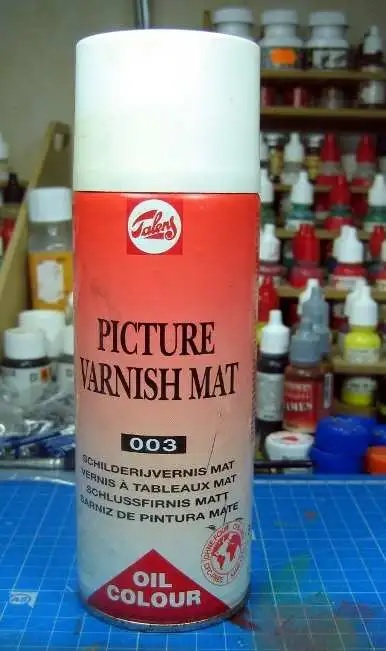 Talens
PICTURE
VARNISH MAT
003
SCHILDERIJVERNIS MAT
VERNIS À TABLEAUX MAT
SCHLUSSFIRNIS MATT
BARNIZ DE PINTURA MATE
OIL
COLOUR